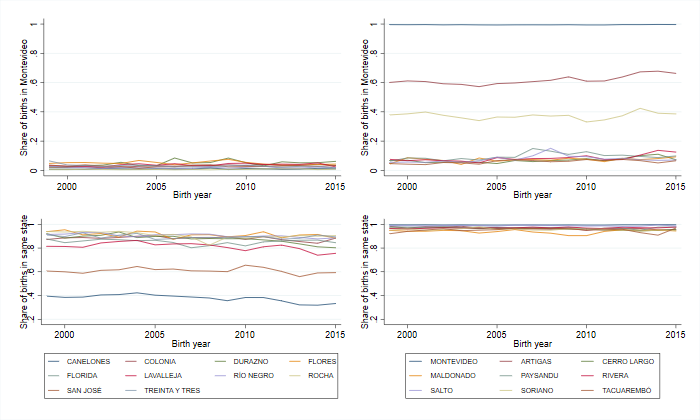 Share of births in Montevideo
1
.8
.6
.4
.2
0
2000 2005 2010 2015
Birth year
Share of births in Montevideo
1
.8
.6
.4
.2
0
2000 2005 2010 2015
Birth year
Share of births in same state
1
.8
.6
.4
.2
2000 2005 2010 2015
Birth year
Share of births in same state
1
.8
.6
.4
.2
2000 2005 2010 2015
Birth year
CANELONES COLONIA DURAZNO FLORES
FLORIDA LAVALLEJA RÍO NEGRO ROCHA
SAN JOSÉ TREINTA Y TRES
MONTEVIDEO ARTIGAS CERRO LARGO
MALDONADO PAYSANDU RIVERA
SALTO SORIANO TACUAREMBÓ